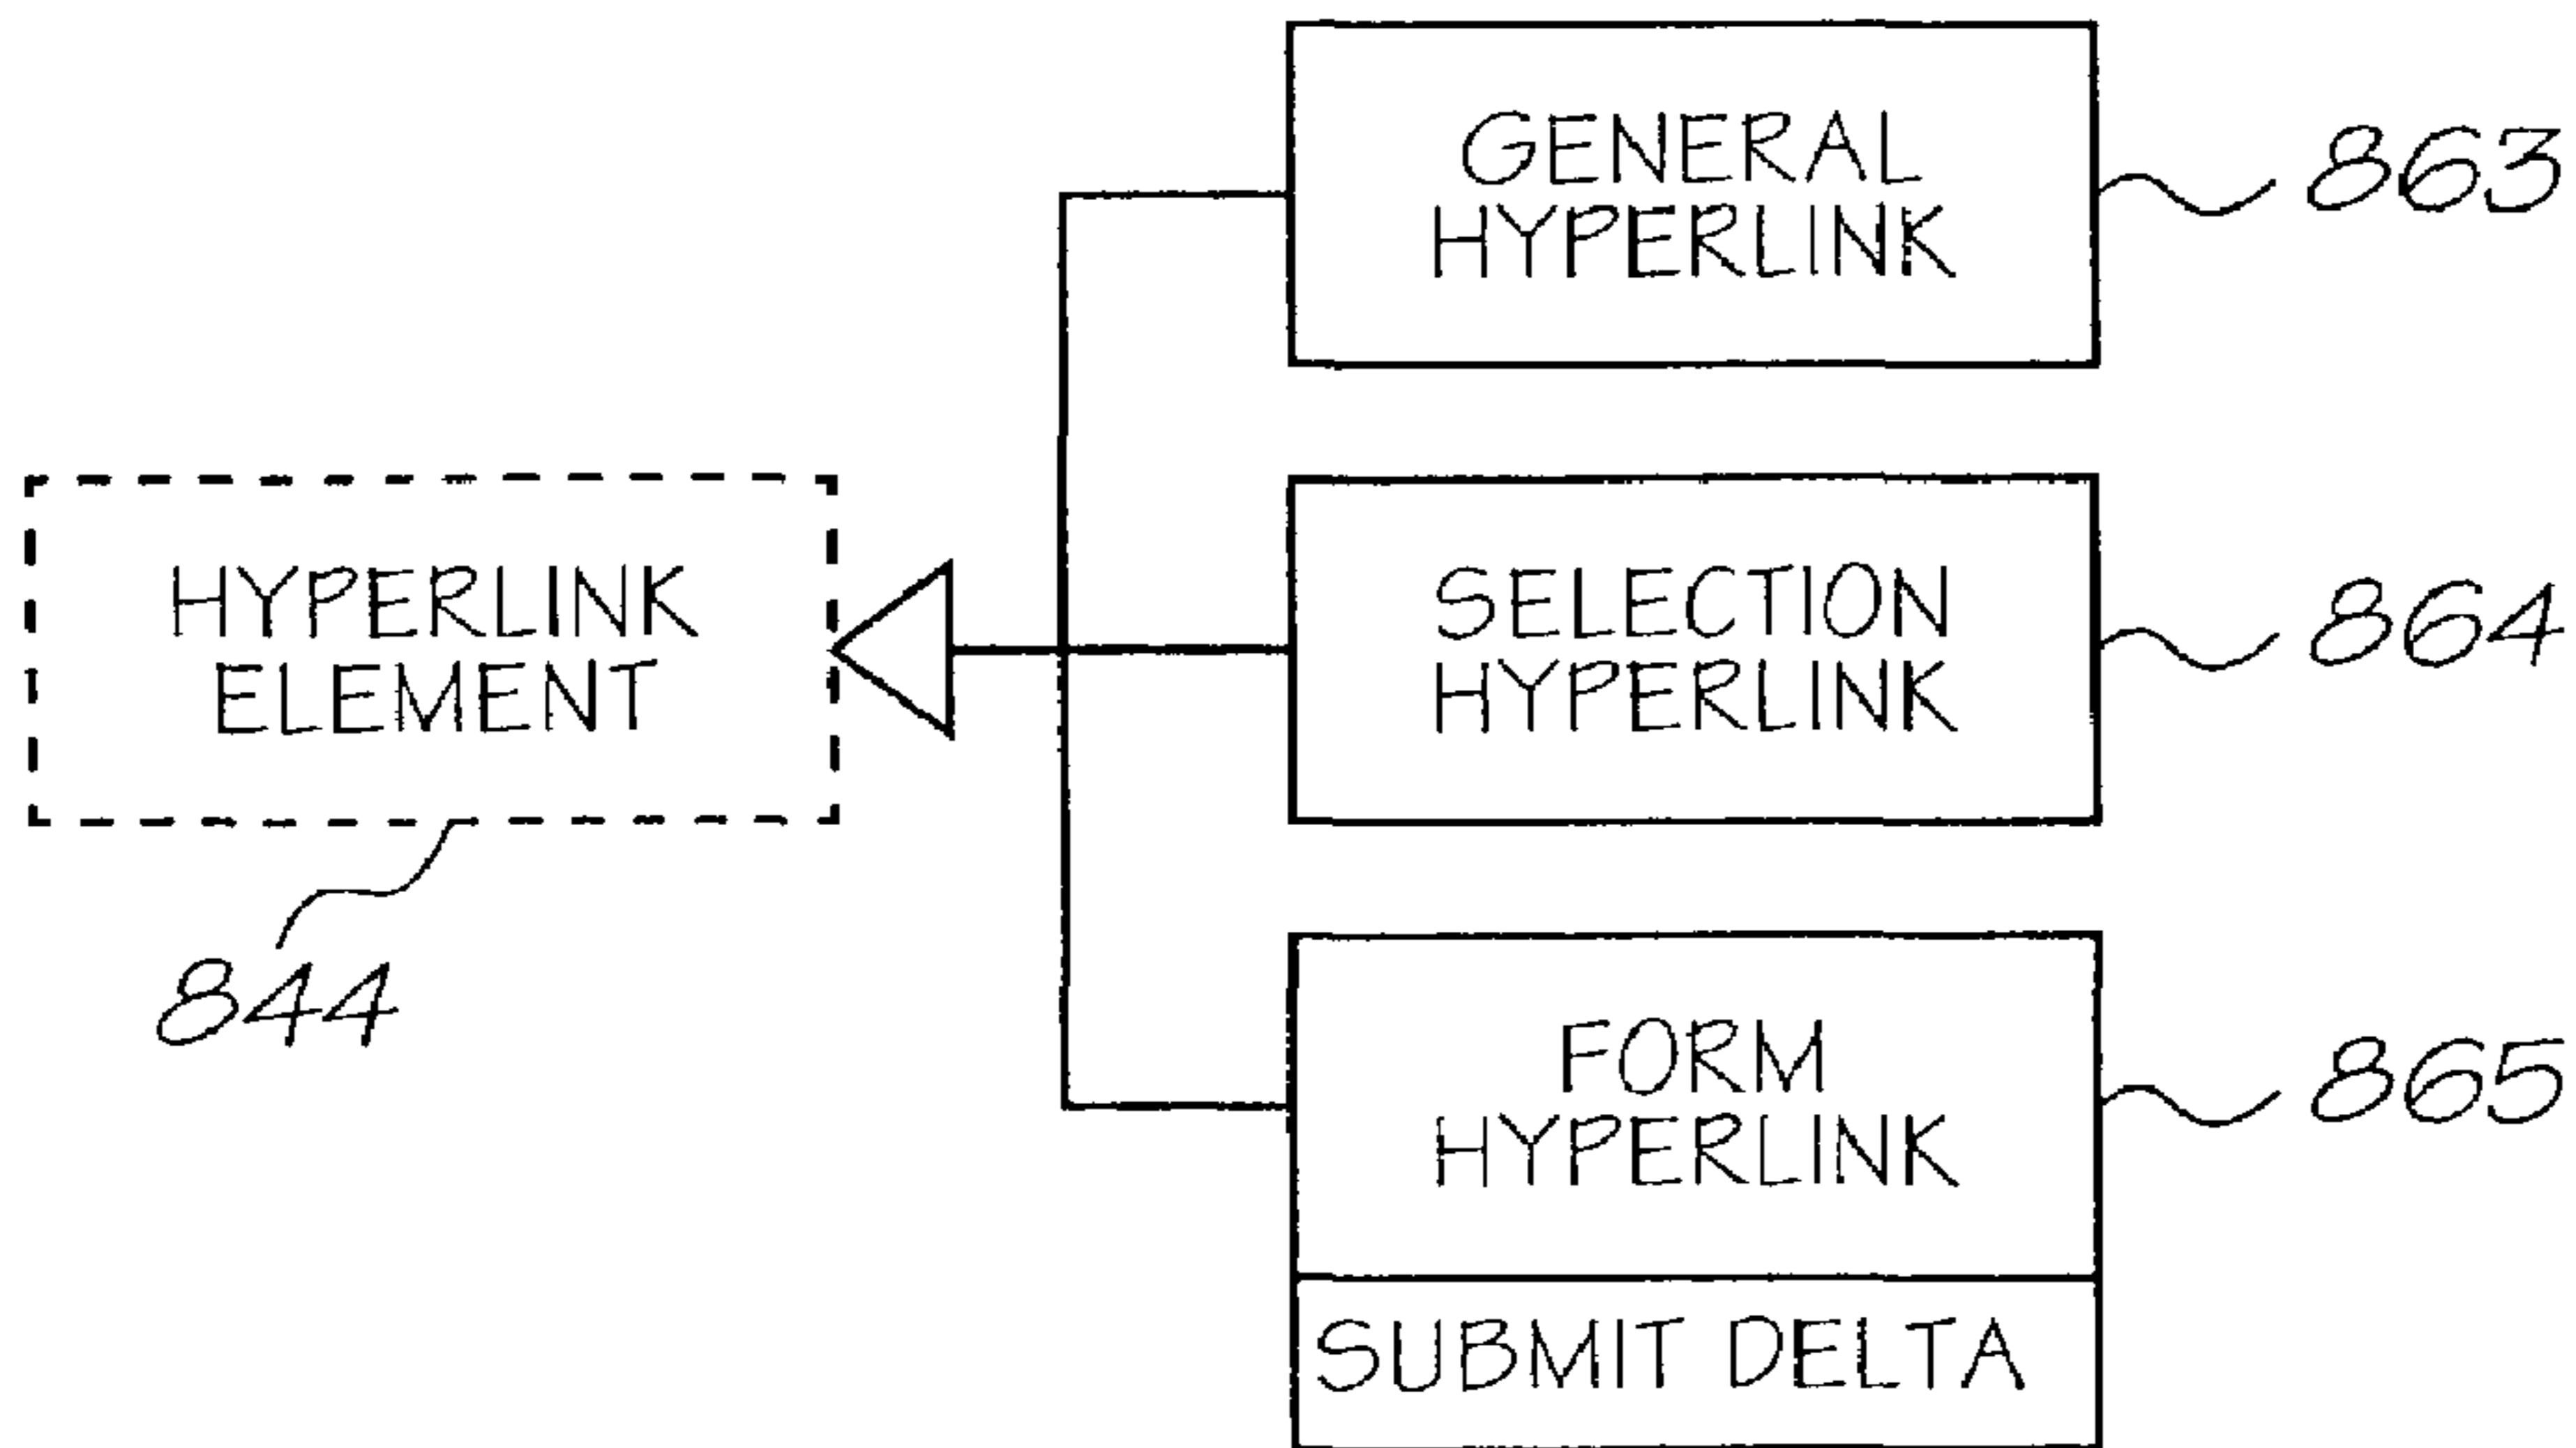 GENERAL
HYPERLINK
863
HYPERLINK
ELEMENT
844
SELECTION
HYPERLINK
864
FORM
HYPERLINK
865
SUBMIT DELTA